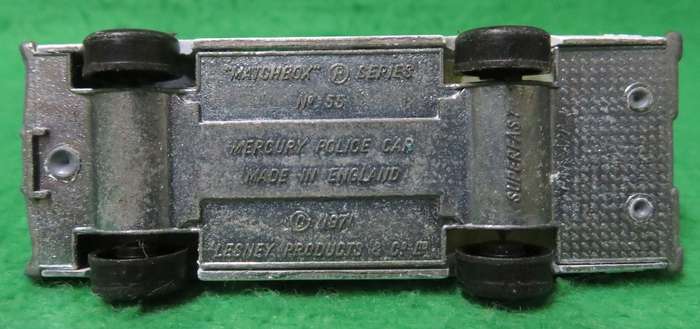 "MATCHBOX" ® SERIES
Nº 55
MERCURY POLICE CAR
MADE IN ENGLAND
© 1971
LESNEY PRODUCTS & Cº LTD
SUPERFAST